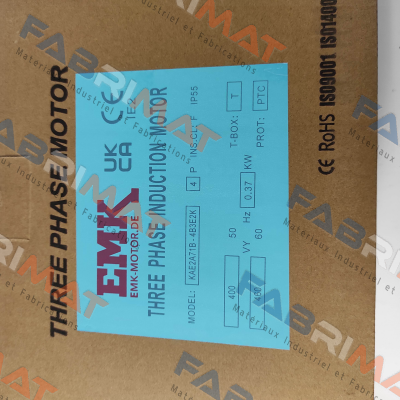 THREE PHASE MOTOR
EMK
EMK-MOTOR.DE
UK
CA
CE
TEX
THREE PHASE INDUCTION MOTOR
MODEL: KAE2A71B-4B3E2K 4 P INS.CL: F IP55
400 50 Hz 0.37 KW T-BOX: T
VY 60 PROT: PTC
CE RoHS ISO9001 ISO1400
FABRIMAT
Matériaux Industriels et Fabrications